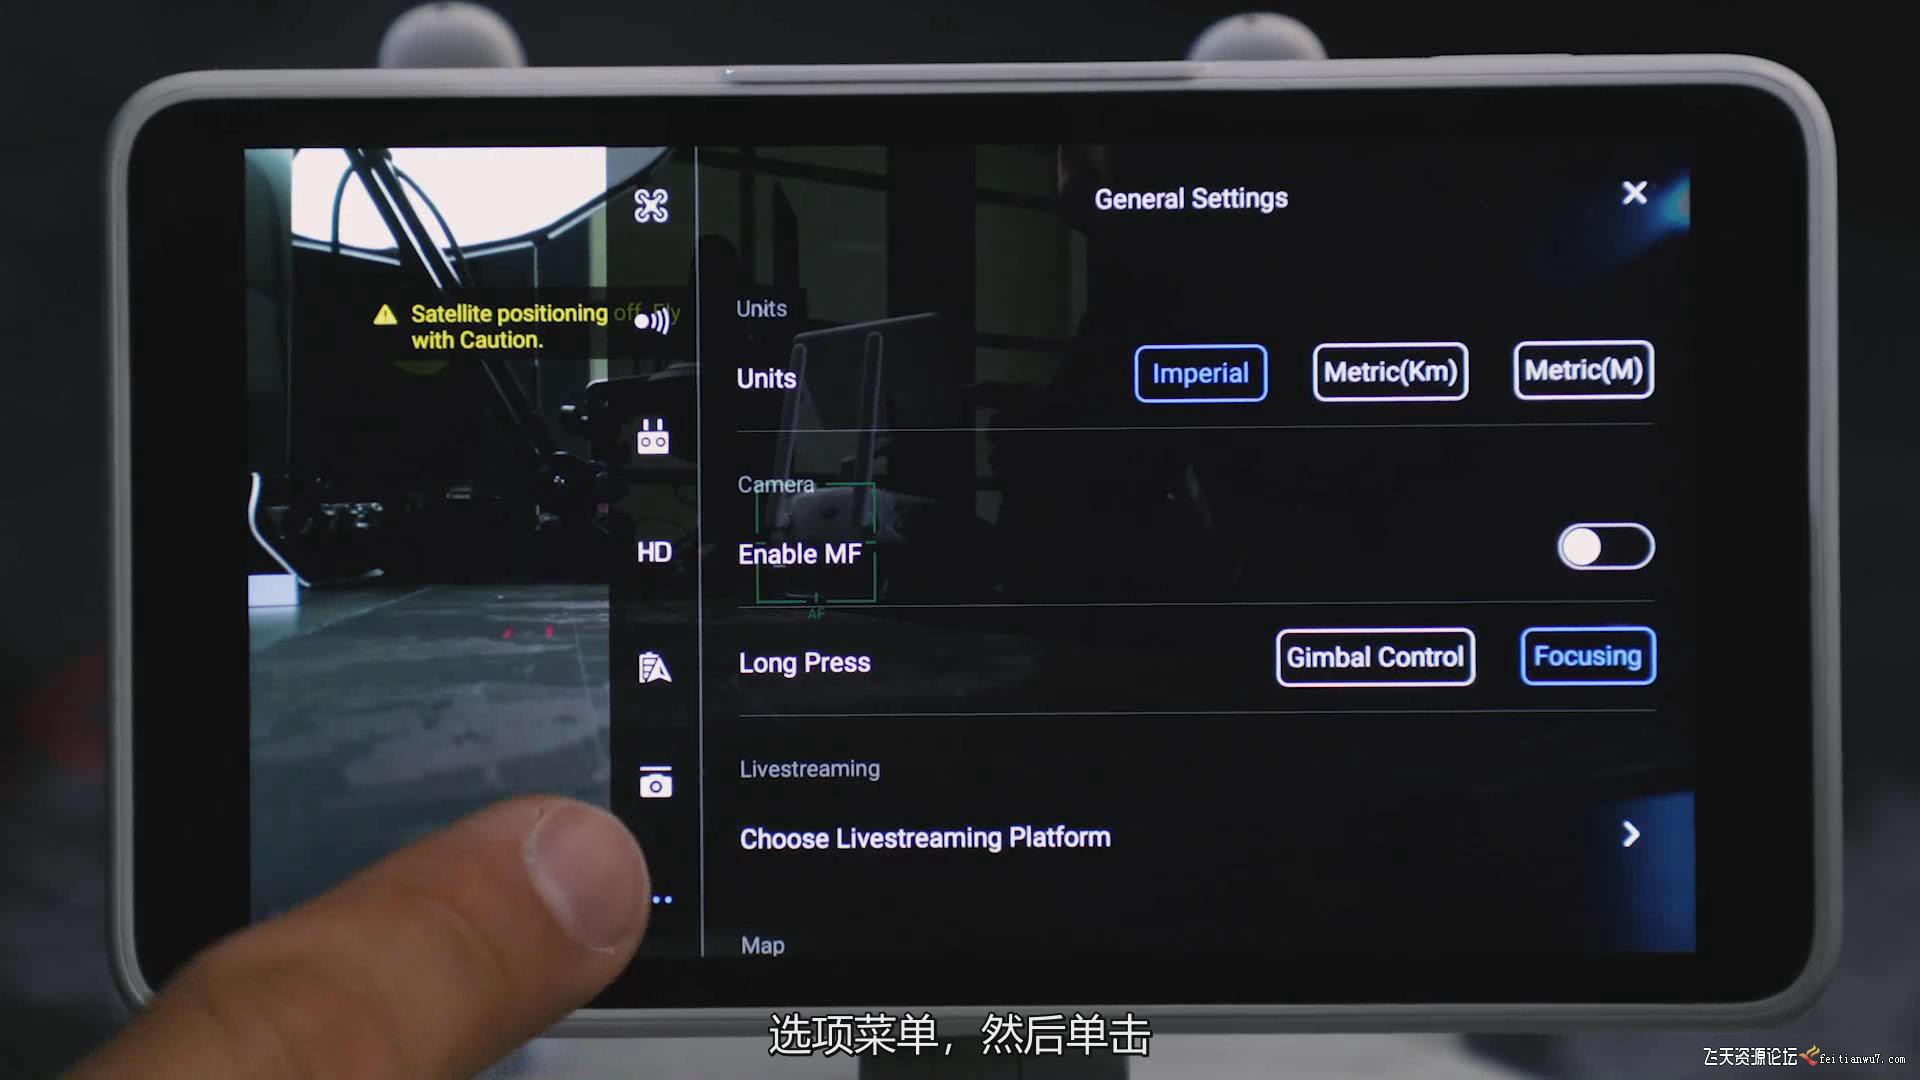 General Settings
Satellite positioning off. Fly
with Caution.
Units
Units
Imperial
Metric(Km)
Metric(M)
Camera
HD
Enable MF
AF
Long Press
Gimbal Control
Focusing
Livestreaming
Choose Livestreaming Platform
Map
选项菜单，然后单击
飞天资源论坛 feitianwu7.com